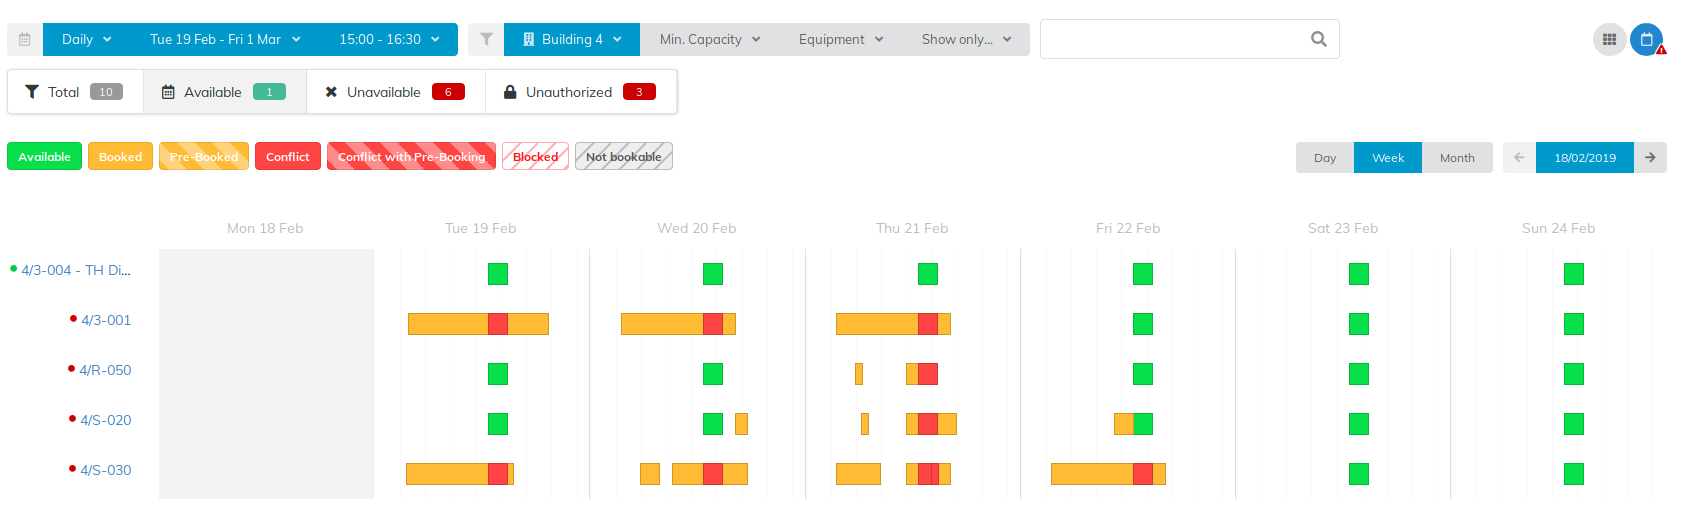 Daily Tue 19 Feb - Fri 1 Mar 15:00 - 16:30 Building 4 Min. Capacity Equipment Show only...
Total 10 Available 1 Unavailable 6 Unauthorized 3
Available Booked Pre-Booked Conflict Conflict with Pre-Booking Blocked Not bookable Day Week Month 18/02/2019
Mon 18 Feb Tue 19 Feb Wed 20 Feb Thu 21 Feb Fri 22 Feb Sat 23 Feb Sun 24 Feb
4/3-004 - TH Di...
4/3-001
4/R-050
4/S-020
4/S-030